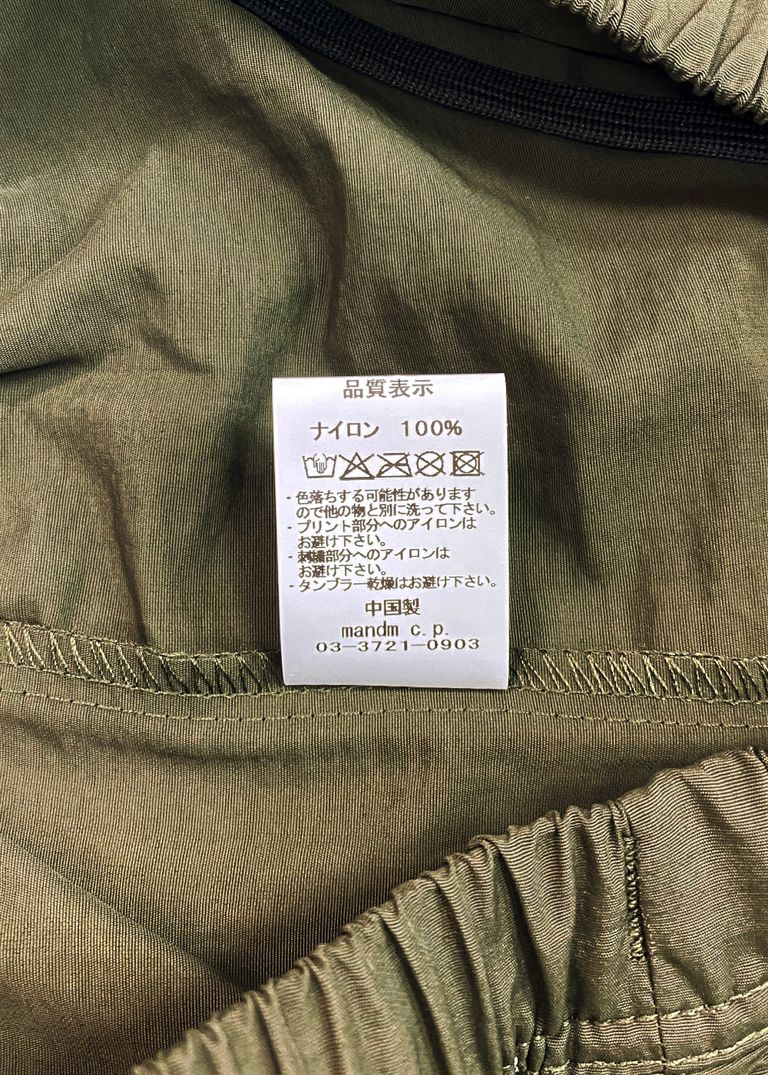 品質表示
ナイロン 100%
・色落ちする可能性があります
ので他の物と別に洗って下さい。
・プリント部分へのアイロンは
お避け下さい。
・刺繍部分へのアイロンは
お避け下さい。
・タンブラー乾燥はお避け下さい。
中国製
mandm c.p.
03-3721-0903